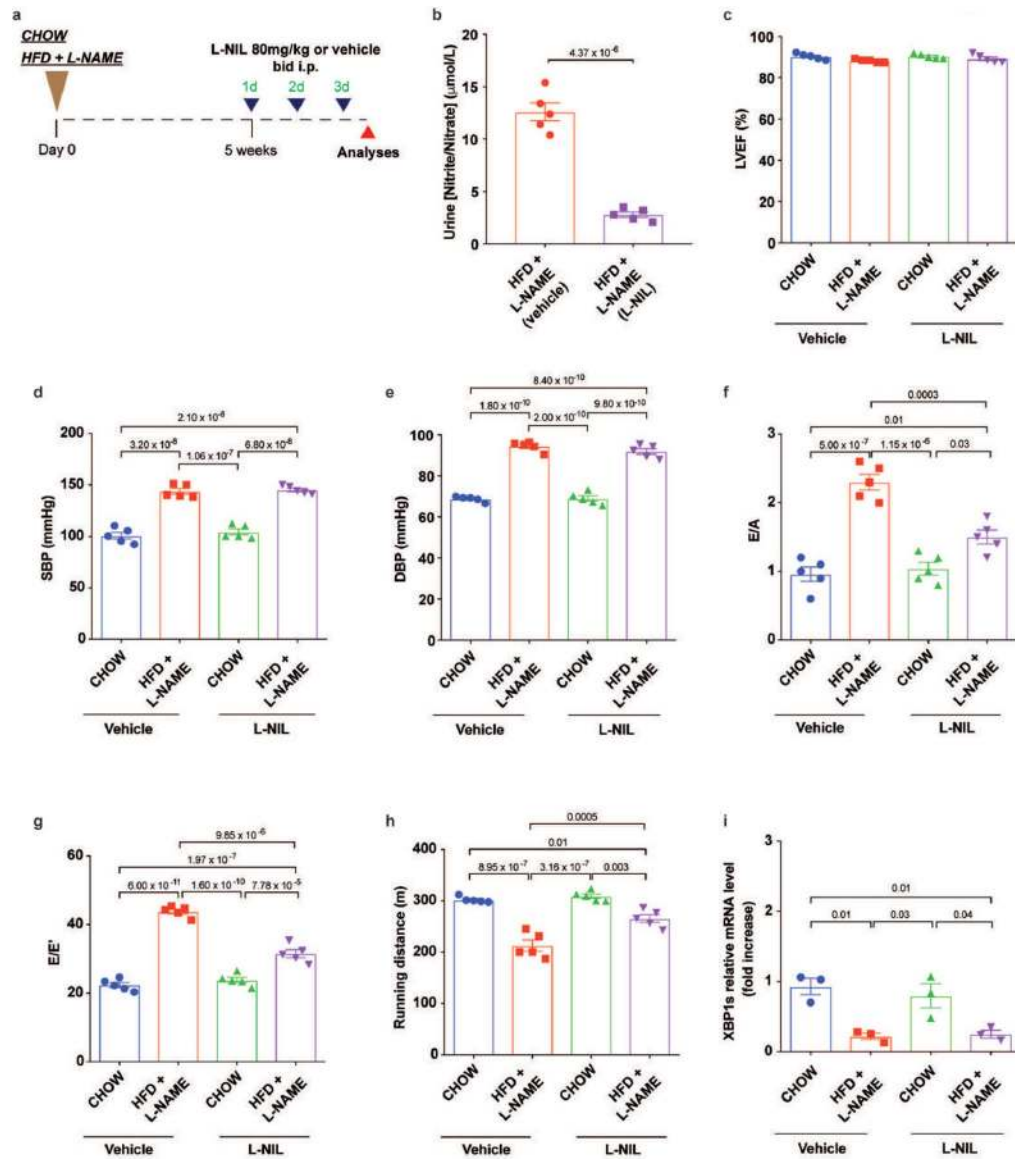 a
CHOW
HFD + L-NAME
L-NIL 80mg/kg or vehicle
bid i.p.
1d
2d
3d
Day 0
5 weeks
Analyses
b
4.37 x 10⁻⁶
Urine [Nitrite/Nitrate] (μmol/L)
20
15
10
5
0
HFD +
L-NAME
(vehicle)
HFD +
L-NAME
(L-NIL)
c
LVEF (%)
100
80
60
40
20
0
CHOW
HFD +
L-NAME
CHOW
HFD +
L-NAME
Vehicle
L-NIL
d
2.10 x 10⁻⁸
3.20 x 10⁻⁸
6.80 x 10⁻⁸
1.06 x 10⁻⁷
SBP (mmHg)
200
150
100
50
0
CHOW
HFD +
L-NAME
CHOW
HFD +
L-NAME
Vehicle
L-NIL
e
8.40 x 10⁻¹⁰
1.80 x 10⁻¹⁰
9.80 x 10⁻¹⁰
2.00 x 10⁻¹⁰
DBP (mmHg)
100
80
60
40
20
0
CHOW
HFD +
L-NAME
CHOW
HFD +
L-NAME
Vehicle
L-NIL
f
0.0003
0.01
5.00 x 10⁻⁷
1.15 x 10⁻⁶
0.03
E/A
3
2
1
0
CHOW
HFD +
L-NAME
CHOW
HFD +
L-NAME
Vehicle
L-NIL
g
9.85 x 10⁻⁶
1.97 x 10⁻⁷
6.00 x 10⁻¹¹
1.60 x 10⁻¹⁰
7.78 x 10⁻⁵
E/E'
60
40
20
0
CHOW
HFD +
L-NAME
CHOW
HFD +
L-NAME
Vehicle
L-NIL
h
0.0005
0.01
8.95 x 10⁻⁷
3.16 x 10⁻⁷
0.003
Running distance (m)
400
300
200
100
0
CHOW
HFD +
L-NAME
CHOW
HFD +
L-NAME
Vehicle
L-NIL
i
0.01
0.01
0.03
0.04
XBP1s relative mRNA level
(fold increase)
3
2
1
0
CHOW
HFD +
L-NAME
CHOW
HFD +
L-NAME
Vehicle
L-NIL